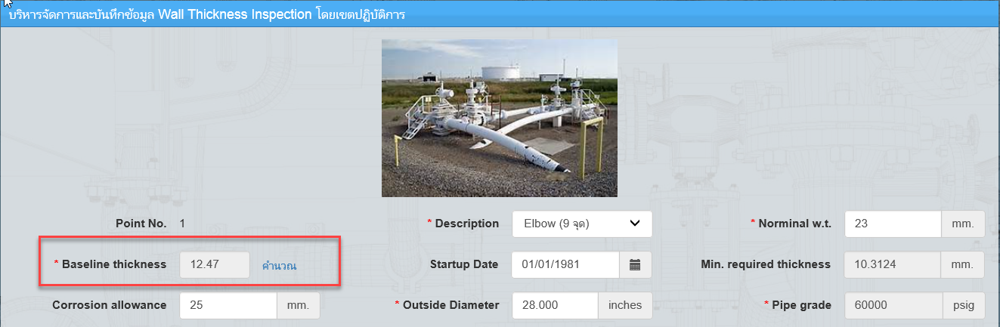 บริหารจัดการและบันทึกข้อมูล Wall Thickness Inspection โดยเขตปฏิบัติการ
Point No. 1 * Description Elbow (9 จุด) * Norminal w.t. 23 mm.
* Baseline thickness 12.47 คำนวณ Startup Date 01/01/1981 Min. required thickness 10.3124 mm.
Corrosion allowance 25 mm. * Outside Diameter 28.000 inches * Pipe grade 60000 psig